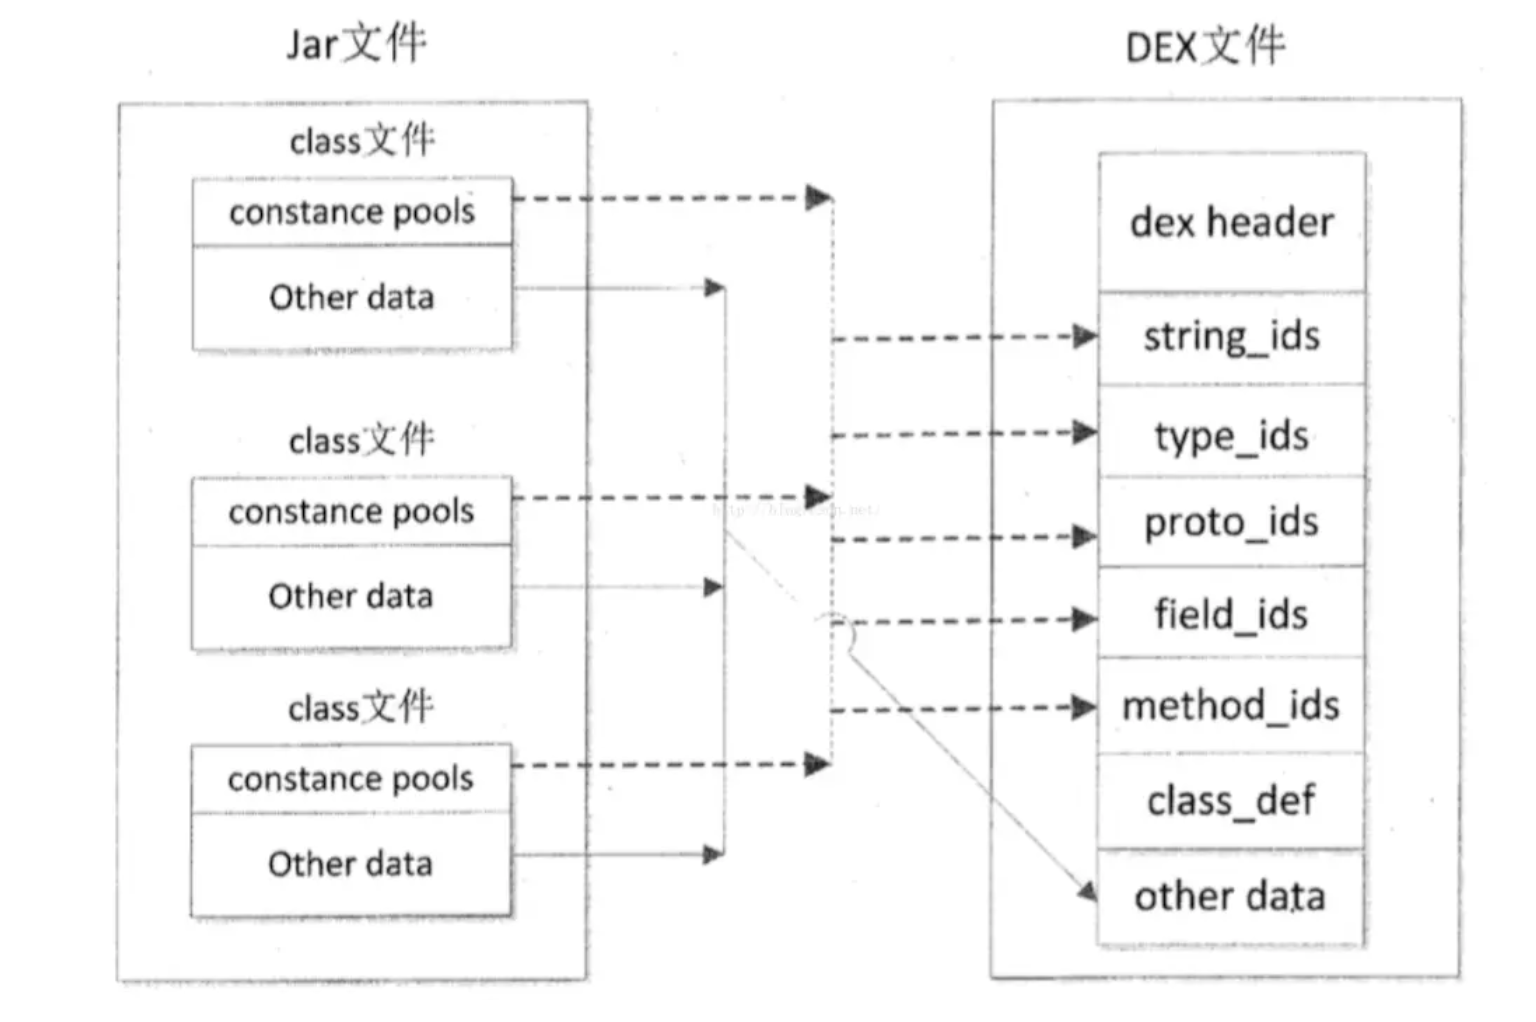 Jar文件
class文件
constance pools
Other data
class文件
constance pools
Other data
class文件
constance pools
Other data
DEX文件
dex header
string_ids
type_ids
proto_ids
field_ids
method_ids
class_def
other data